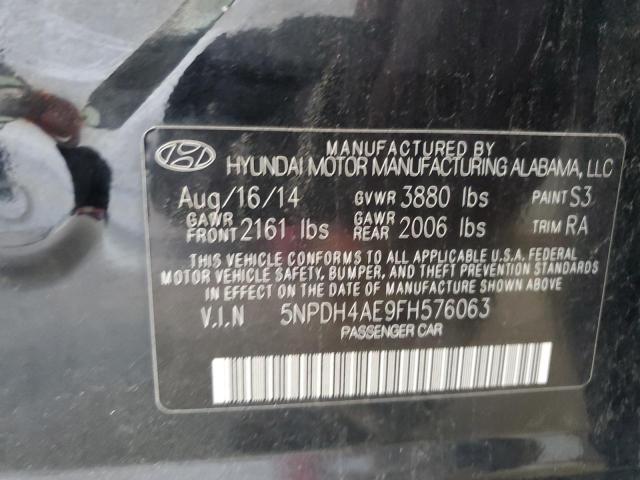 MANUFACTURED BY
HYUNDAI MOTOR MANUFACTURING ALABAMA, LLC
Aug/16/14 GVWR 3880 lbs PAINT S3
GAWR FRONT 2161 lbs GAWR REAR 2006 lbs TRIM RA
THIS VEHICLE CONFORMS TO ALL APPLICABLE U.S.A. FEDERAL
MOTOR VEHICLE SAFETY, BUMPER, AND THEFT PREVENTION
STANDARDS IN EFFECT ON THE DATE OF MANUFACTURE SHOWN ABOVE
V.I.N 5NPDH4AE9FH576063
PASSENGER CAR